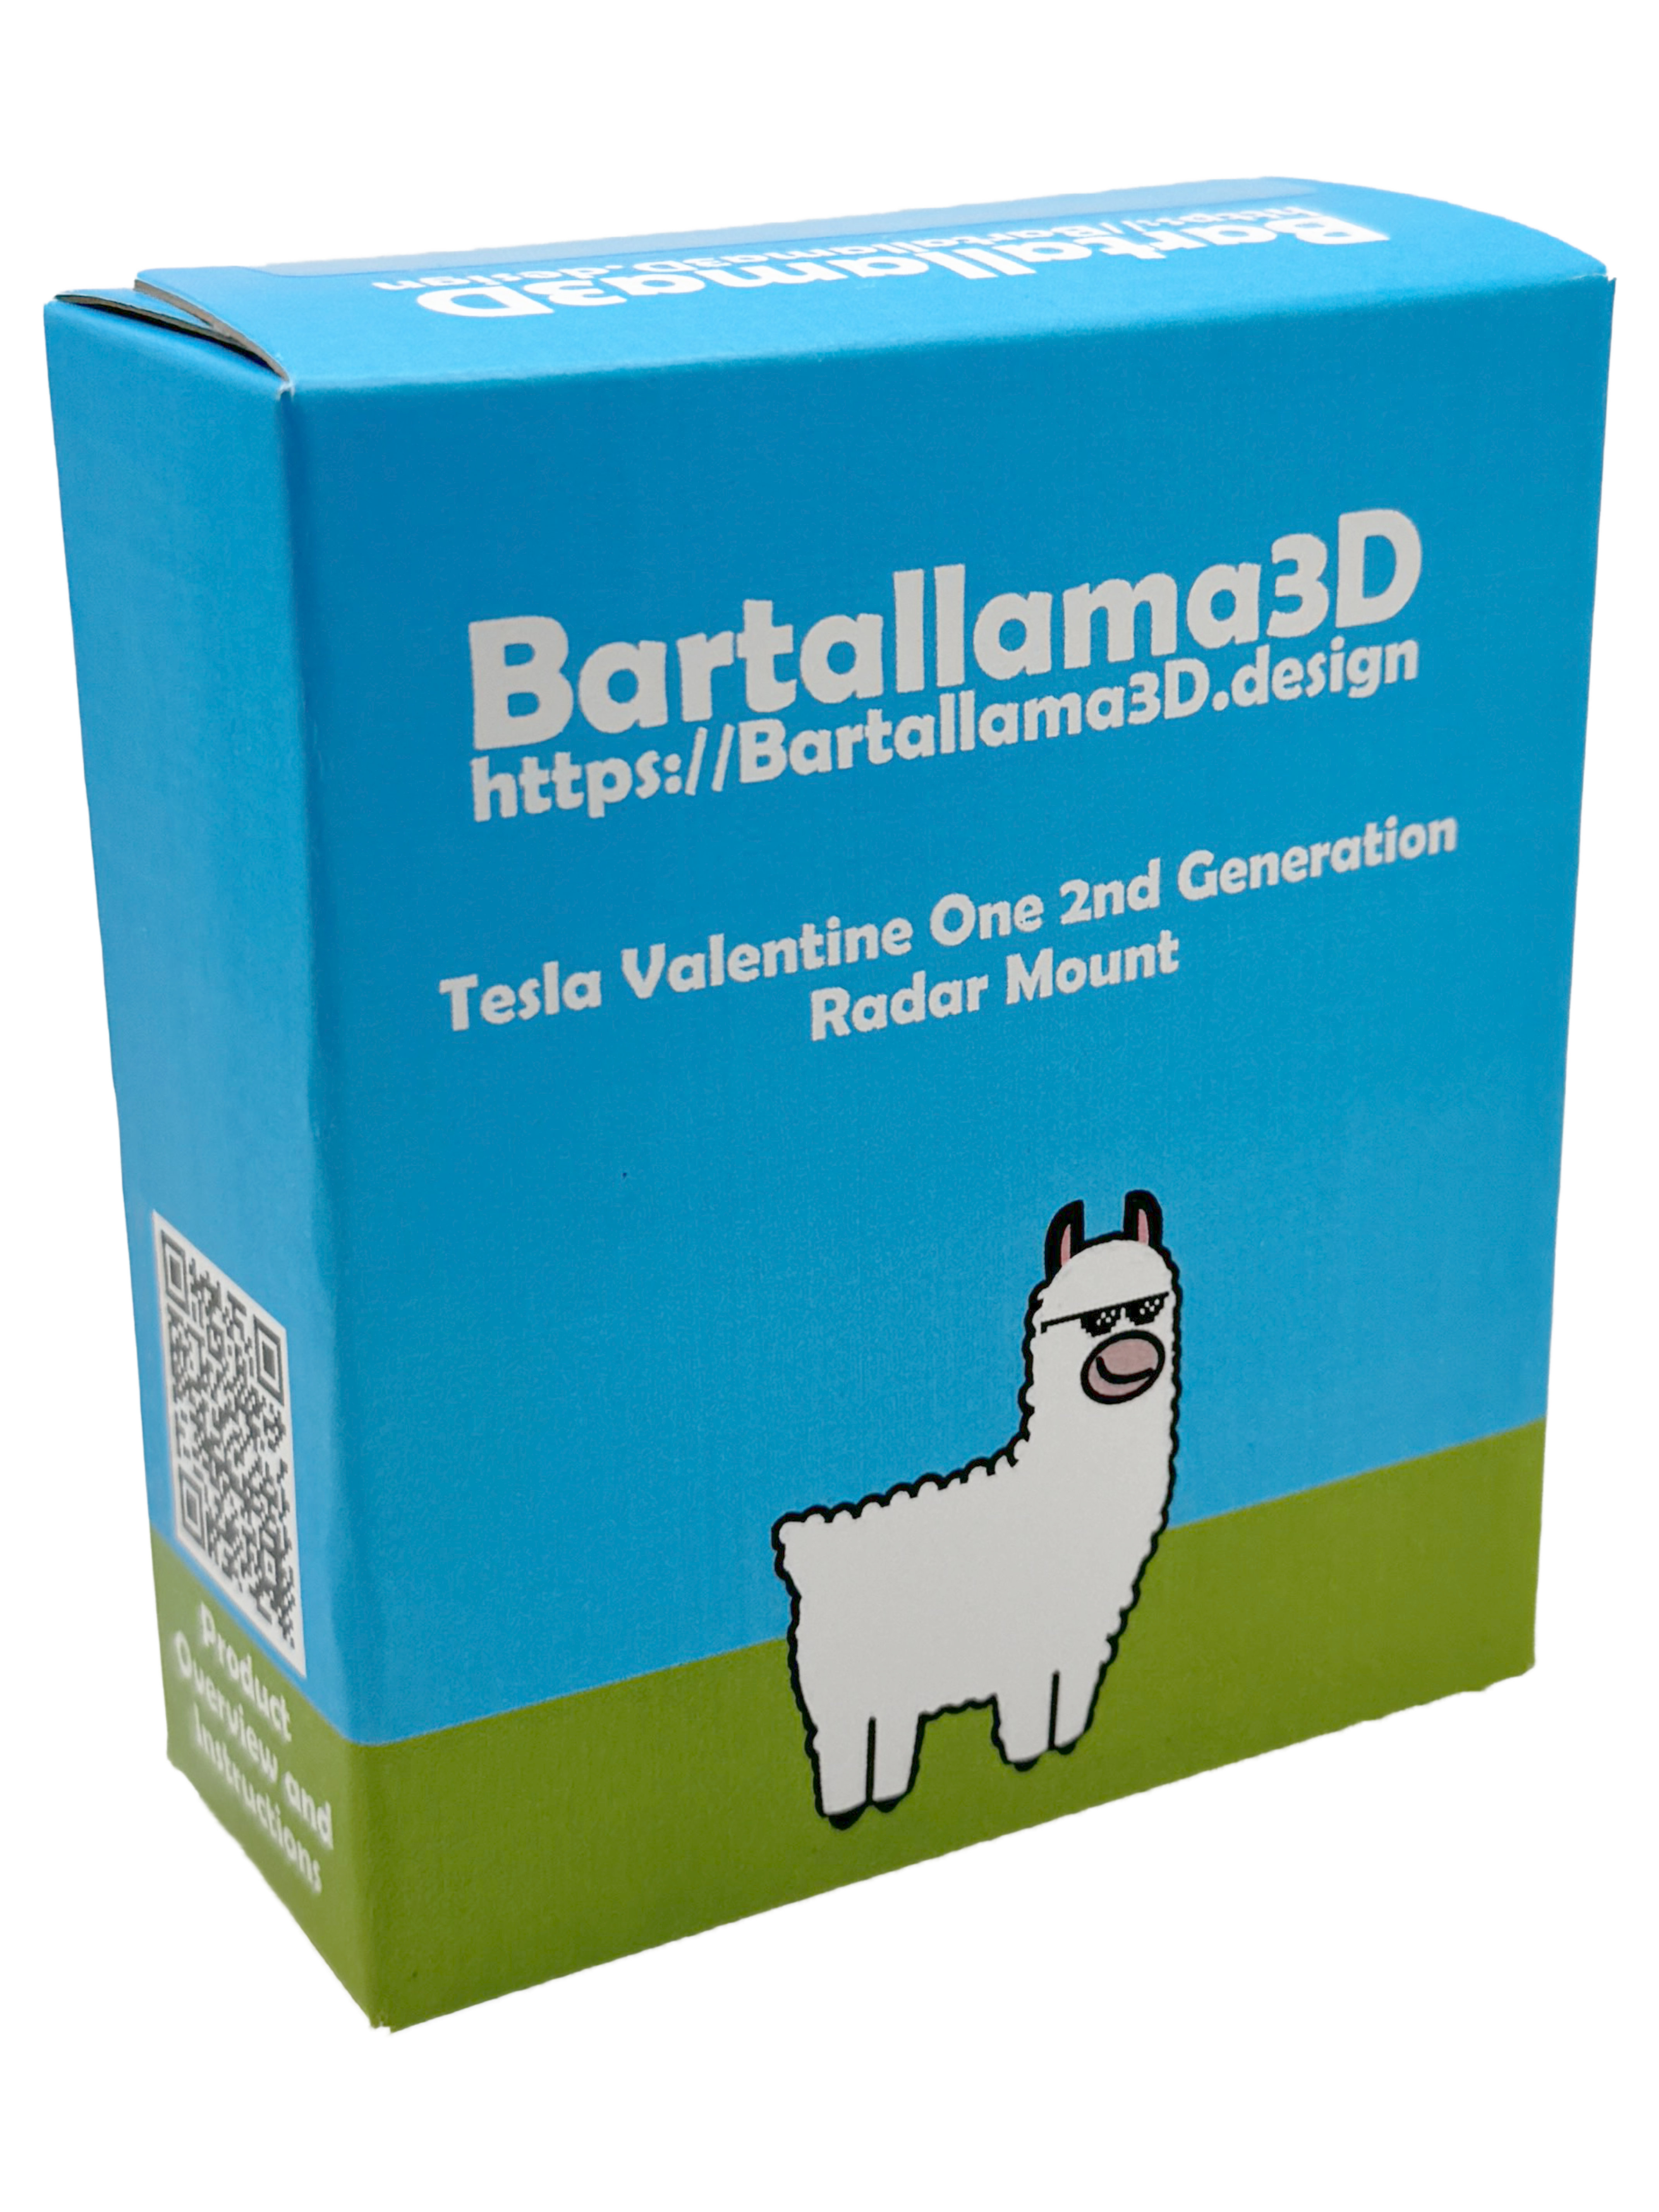 Bartallama3D
https://Bartallama3D.design
Bartallama3D
https://Bartallama3D.design
Tesla Valentine One 2nd Generation
Radar Mount
Product
Overview and
Instructions